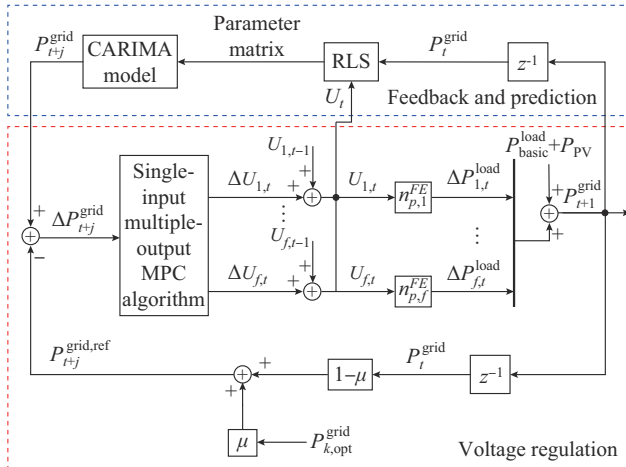 P_{t+j}^{grid}
CARIMA
model
Parameter
matrix
RLS
P_t^{grid}
z^{-1}
U_t
Feedback and prediction
+
−
ΔP_{t+j}^{grid}
Single-
input
multiple-
output
MPC
algorithm
U_{1,t−1}
+
ΔU_{1,t}
+
U_{1,t}
n_{p,1}^{FE}
ΔP_{1,t}^{load}
⋮
U_{f,t−1}
+
ΔU_{f,t}
+
U_{f,t}
n_{p,f}^{FE}
ΔP_{f,t}^{load}
⋮
P_{basic}^{load}+P_{PV}
+
+
P_{t+1}^{grid}
P_{t+j}^{grid,ref}
+
+
1−μ
P_t^{grid}
z^{-1}
μ
P_{k,opt}^{grid}
Voltage regulation